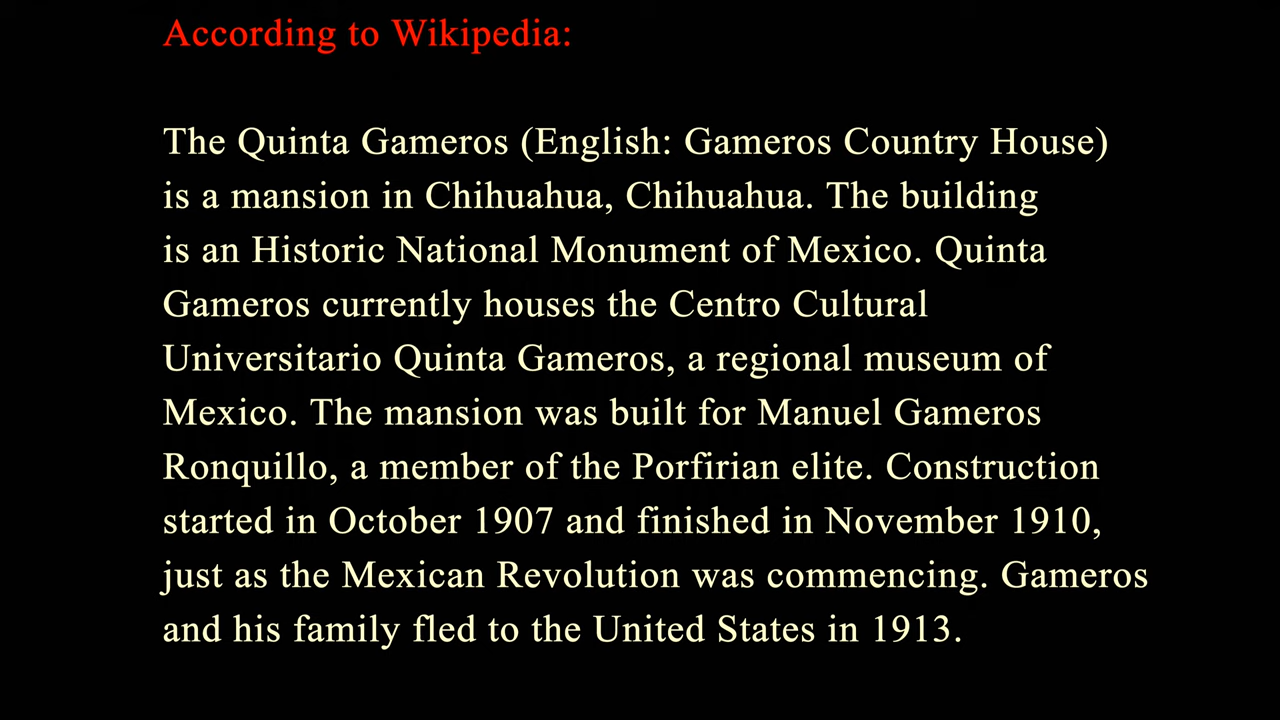 According to Wikipedia:
The Quinta Gameros (English: Gameros Country House)
is a mansion in Chihuahua, Chihuahua. The building
is an Historic National Monument of Mexico. Quinta
Gameros currently houses the Centro Cultural
Universitario Quinta Gameros, a regional museum of
Mexico. The mansion was built for Manuel Gameros
Ronquillo, a member of the Porfirian elite. Construction
started in October 1907 and finished in November 1910,
just as the Mexican Revolution was commencing. Gameros
and his family fled to the United States in 1913.